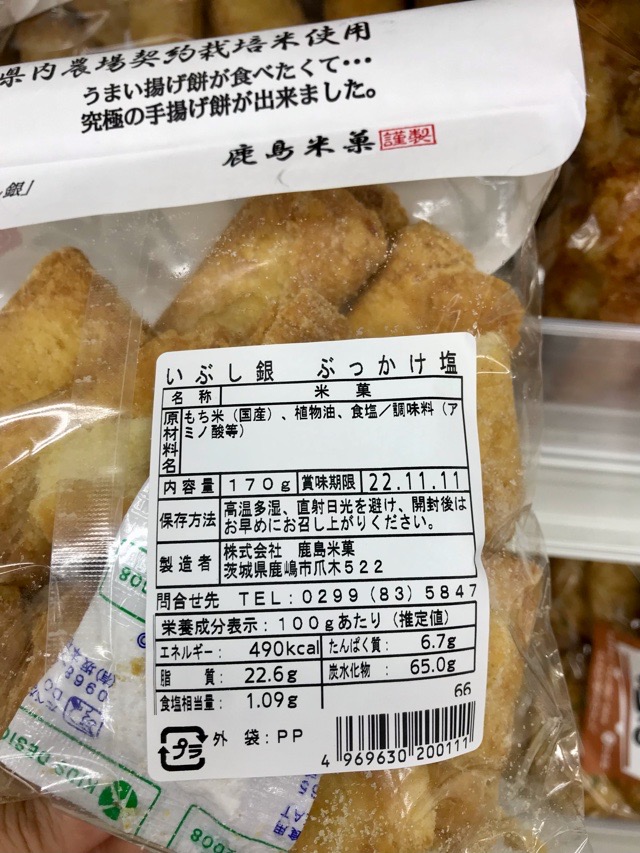 県内農場契約栽培米使用
うまい揚げ餅が食べたくて…
究極の手揚げ餅が出来ました。
鹿島米菓 謹製
銀」
いぶし銀 ぶっかけ塩
名称 米菓
原材料名 もち米（国産）、植物油、食塩／調味料（ア
ミノ酸等）
内容量 170g 賞味期限 22.11.11
保存方法 高温多湿、直射日光を避け、開封後は
お早めにお召し上がりください。
製造者 株式会社 鹿島米菓
茨城県鹿嶋市爪木522
問合せ先 TEL：0299（83）5847
栄養成分表示：100gあたり（推定値）
エネルギー： 490kcal たんぱく質： 6.7g
脂質： 22.6g 炭水化物： 65.0g
食塩相当量： 1.09g
66
プラ 外袋：PP
4 969630 200111
2008